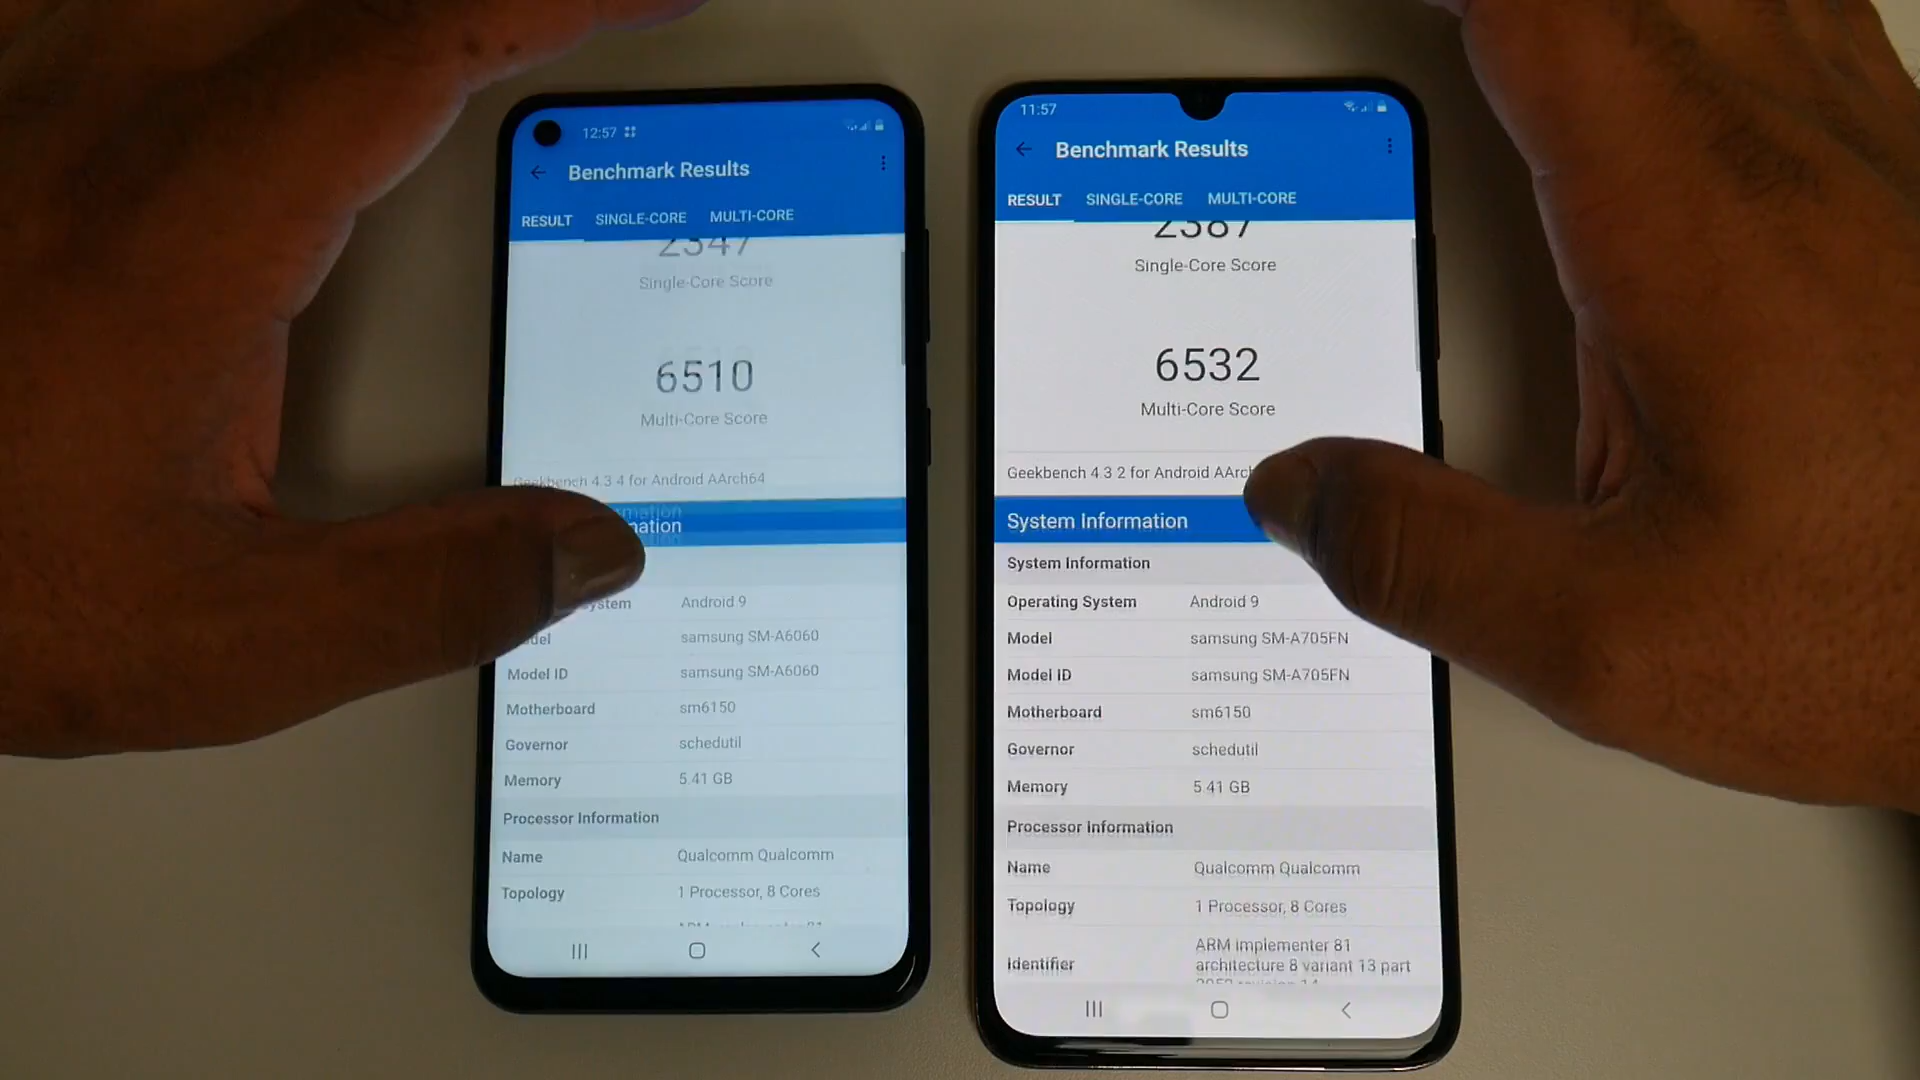 12:57
Benchmark Results
RESULT SINGLE-CORE MULTI-CORE
2347
Single-Core Score
6510
Multi-Core Score
Geekbench 4.3 4 for Android AArch64
mation
System Android 9
Model samsung SM-A6060
Model ID samsung SM-A6060
Motherboard sm6150
Governor schedutil
Memory 5.41 GB
Processor Information
Name Qualcomm Qualcomm
Topology 1 Processor, 8 Cores
11:57
Benchmark Results
RESULT SINGLE-CORE MULTI-CORE
2387
Single-Core Score
6532
Multi-Core Score
Geekbench 4.3 2 for Android AArch
System Information
System Information
Operating System Android 9
Model samsung SM-A705FN
Model ID samsung SM-A705FN
Motherboard sm6150
Governor schedutil
Memory 5.41 GB
Processor Information
Name Qualcomm Qualcomm
Topology 1 Processor, 8 Cores
Identifier ARM implementer 81
architecture 8 variant 13 part